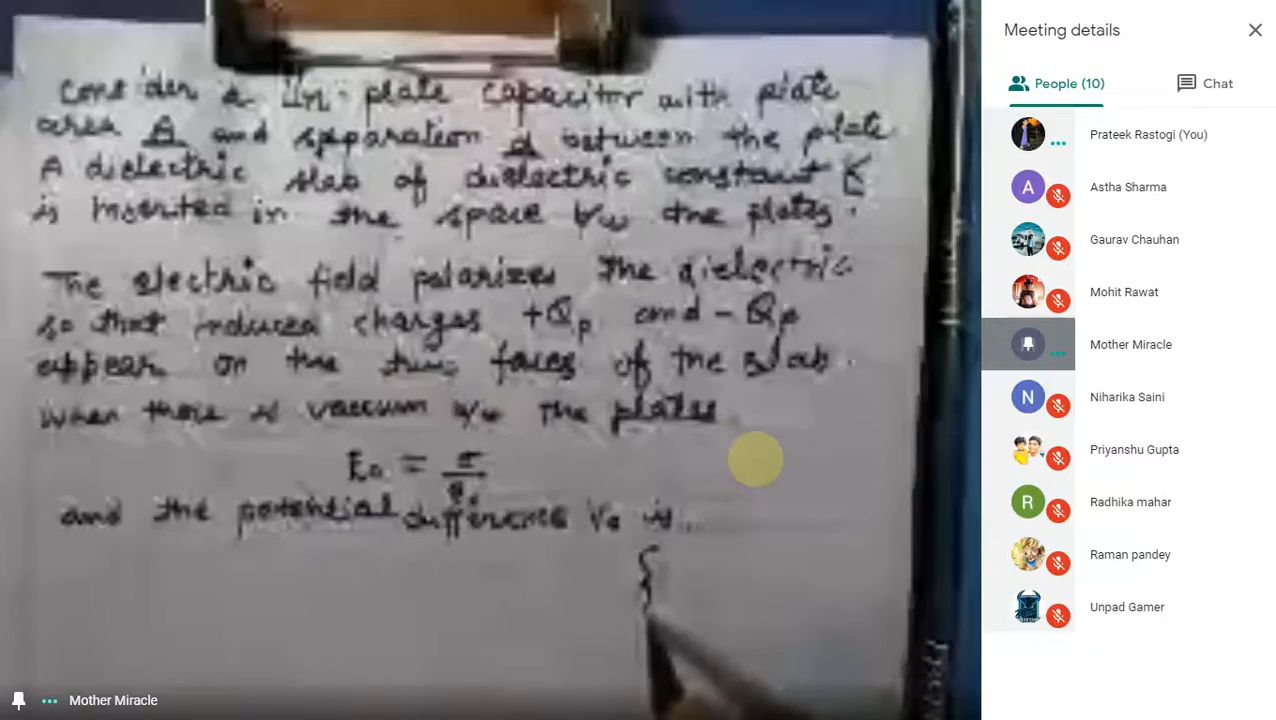 Consider a lln-plate capacitor with plate
area A and separation d between the plate
A dielectric slab of dielectric constant K
is inserted in the space b/w the plates.
The electric field polarizes the dielectric
so that induced charges +Qp and -Qp
appear on the two faces of the slab.
When there is vaccum b/w the plates
E₀ = σ/ε₀
and the potential difference V₀ is...
{
Mother Miracle
Meeting details
People (10)
Chat
Prateek Rastogi (You)
Astha Sharma
Gaurav Chauhan
Mohit Rawat
Mother Miracle
Niharika Saini
Priyanshu Gupta
Radhika mahar
Raman pandey
Unpad Gamer
A
N
R